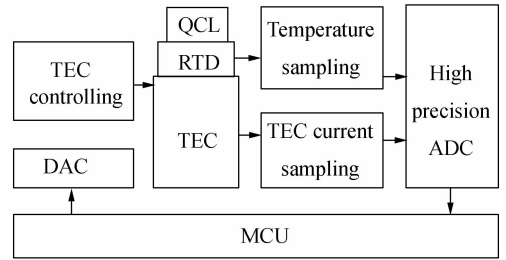 QCL
RTD
TEC
TEC
controlling
DAC
Temperature
sampling
TEC current
sampling
High
precision
ADC
MCU